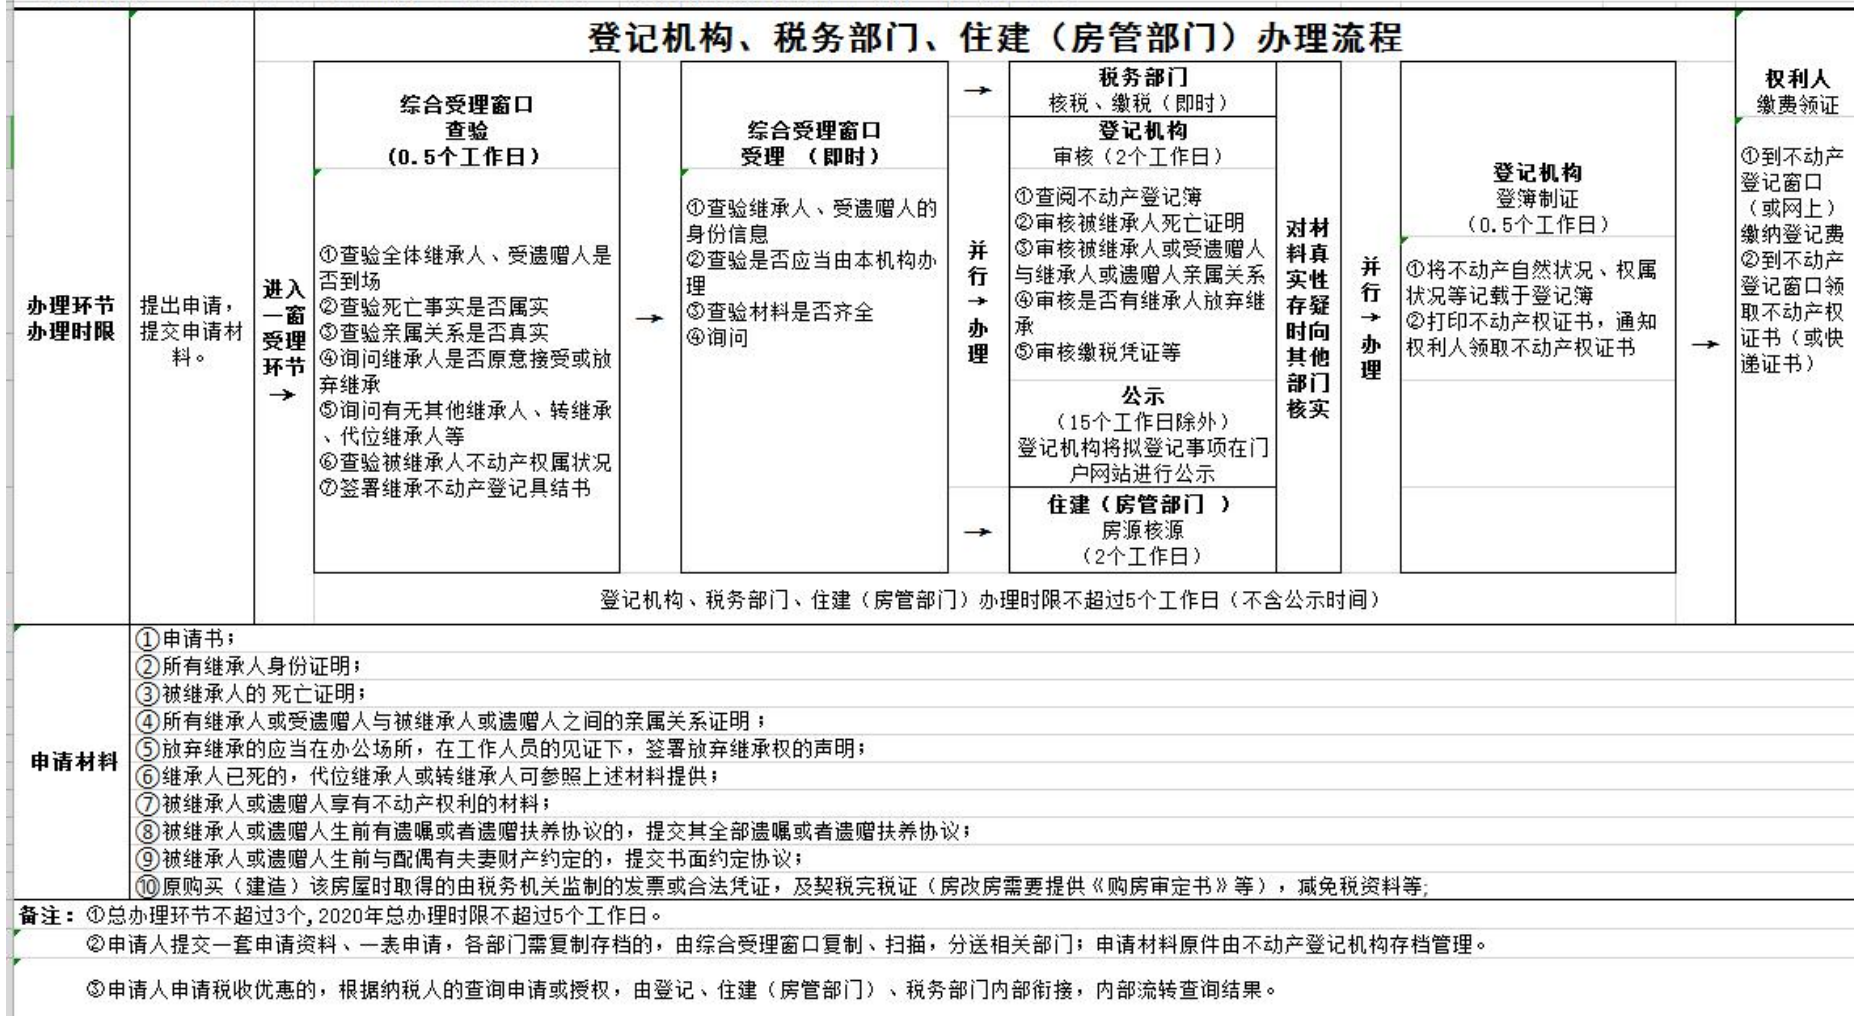 登记机构、税务部门、住建（房管部门）办理流程
办理环节
办理时限
提出申请，
提交申请材
料。
进入
一窗
受理
环节
→
综合受理窗口
查验
（0.5个工作日）
①查验全体继承人、受遗赠人是
否到场
②查验死亡事实是否属实
③查验亲属关系是否真实
④询问继承人是否原意接受或放
弃继承
⑤询问有无其他继承人、转继承
、代位继承人等
⑥查验被继承人不动产权属状况
⑦签署继承不动产登记具结书
→
综合受理窗口
受理 （即时）
①查验继承人、受遗赠人的
身份信息
②查验是否应当由本机构办
理
③查验材料是否齐全
④询问
→
并
行
→
办
理
→
税务部门
核税、缴税（即时）
登记机构
审核（2个工作日）
①查阅不动产登记簿
②审核被继承人死亡证明
③审核被继承人或受遗赠人
与继承人或遗赠人亲属关系
④审核是否有继承人放弃继
承
⑤审核缴税凭证等
公示
（15个工作日除外）
登记机构将拟登记事项在门
户网站进行公示
住建（房管部门 ）
房源核源
（2个工作日）
对材
料真
实性
存疑
时向
其他
部门
核实
并
行
→
办
理
登记机构
登簿制证
（0.5个工作日）
①将不动产自然状况、权属
状况等记载于登记簿
②打印不动产权证书，通知
权利人领取不动产权证书
→
权利人
缴费领证
①到不动产
登记窗口
（或网上）
缴纳登记费
②到不动产
登记窗口领
取不动产权
证书（或快
递证书）
登记机构、税务部门、住建（房管部门）办理时限不超过5个工作日（不含公示时间）
申请材料
①申请书；
②所有继承人身份证明；
③被继承人的 死亡证明；
④所有继承人或受遗赠人与被继承人或遗赠人之间的亲属关系证明；
⑤放弃继承的应当在办公场所，在工作人员的见证下，签署放弃继承权的声明；
⑥继承人已死的，代位继承人或转继承人可参照上述材料提供；
⑦被继承人或遗赠人享有不动产权利的材料；
⑧被继承人或遗赠人生前有遗嘱或者遗赠扶养协议的，提交其全部遗嘱或者遗赠扶养协议；
⑨被继承人或遗赠人生前与配偶有夫妻财产约定的，提交书面约定协议；
⑩原购买（建造）该房屋时取得的由税务机关监制的发票或合法凭证，及契税完税证（房改房需要提供《购房审定书》等），减免税资料等;
备注：①总办理环节不超过3个,2020年总办理时限不超过5个工作日。
②申请人提交一套申请资料、一表申请，各部门需复制存档的，由综合受理窗口复制、扫描，分送相关部门；申请材料原件由不动产登记机构存档管理。
③申请人申请税收优惠的，根据纳税人的查询申请或授权，由登记、住建（房管部门）、税务部门内部衔接，内部流转查询结果。